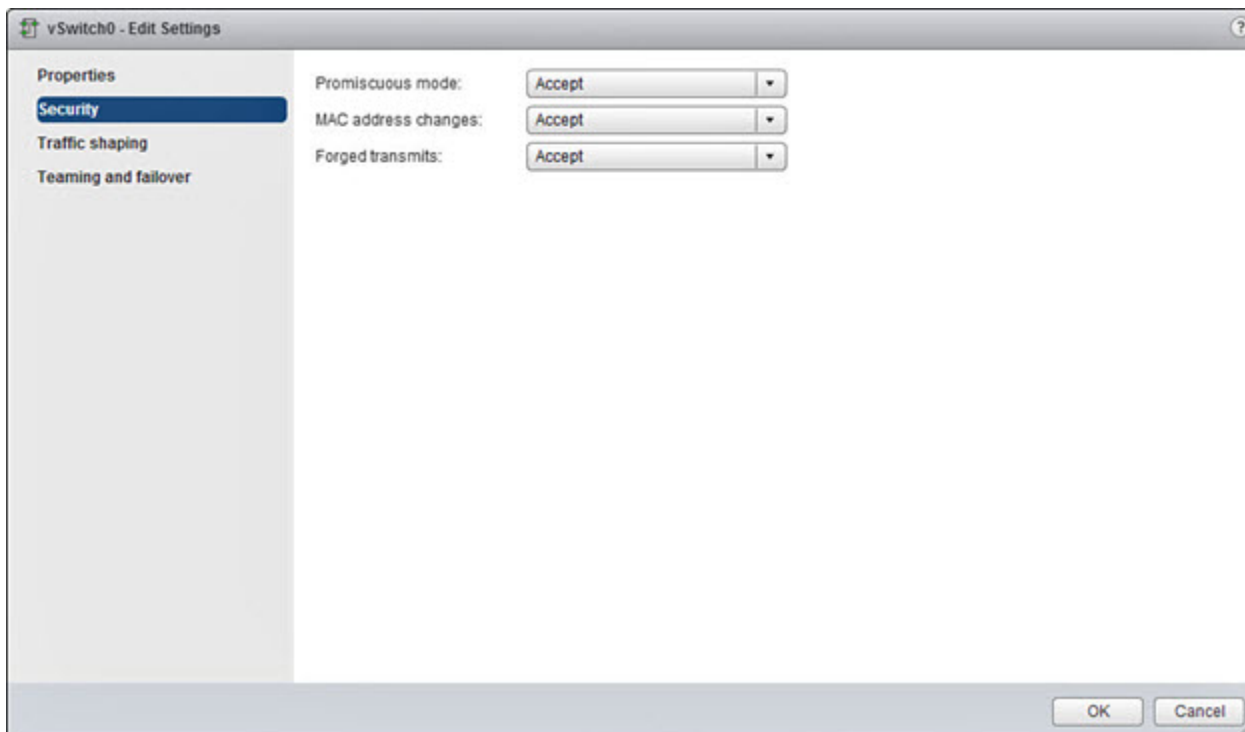 vSwitch0 - Edit Settings
?
Properties
Security
Traffic shaping
Teaming and failover
Promiscuous mode: Accept
MAC address changes: Accept
Forged transmits: Accept
OK Cancel